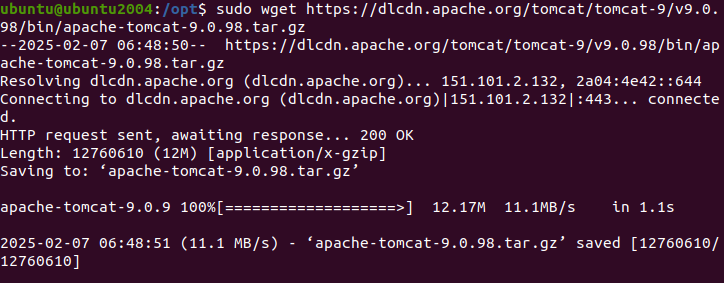 ubuntu@ubuntu2004:/opt$ sudo wget https://dlcdn.apache.org/tomcat/tomcat-9/v9.0.
98/bin/apache-tomcat-9.0.98.tar.gz
--2025-02-07 06:48:50--  https://dlcdn.apache.org/tomcat/tomcat-9/v9.0.98/bin/ap
ache-tomcat-9.0.98.tar.gz
Resolving dlcdn.apache.org (dlcdn.apache.org)... 151.101.2.132, 2a04:4e42::644
Connecting to dlcdn.apache.org (dlcdn.apache.org)|151.101.2.132|:443... connecte
d.
HTTP request sent, awaiting response... 200 OK
Length: 12760610 (12M) [application/x-gzip]
Saving to: ‘apache-tomcat-9.0.98.tar.gz’

apache-tomcat-9.0.9 100%[===================>]  12.17M  11.1MB/s    in 1.1s

2025-02-07 06:48:51 (11.1 MB/s) - ‘apache-tomcat-9.0.98.tar.gz’ saved [12760610/
12760610]